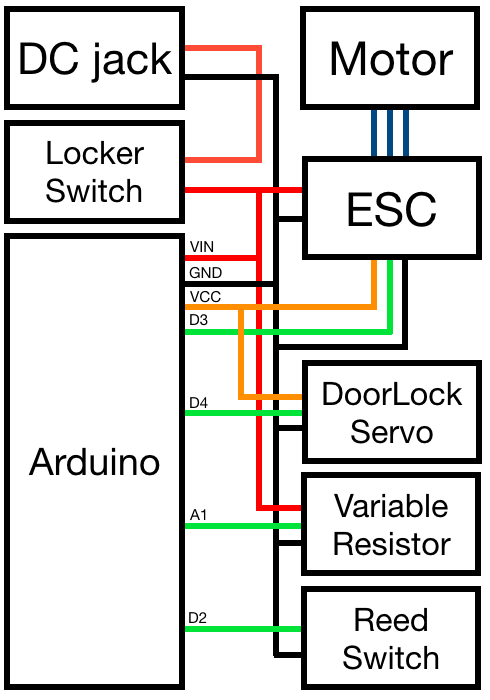 DC jack
Motor
Locker
Switch
ESC
VIN
GND
VCC
D3
D4
A1
D2
Arduino
DoorLock
Servo
Variable
Resistor
Reed
Switch